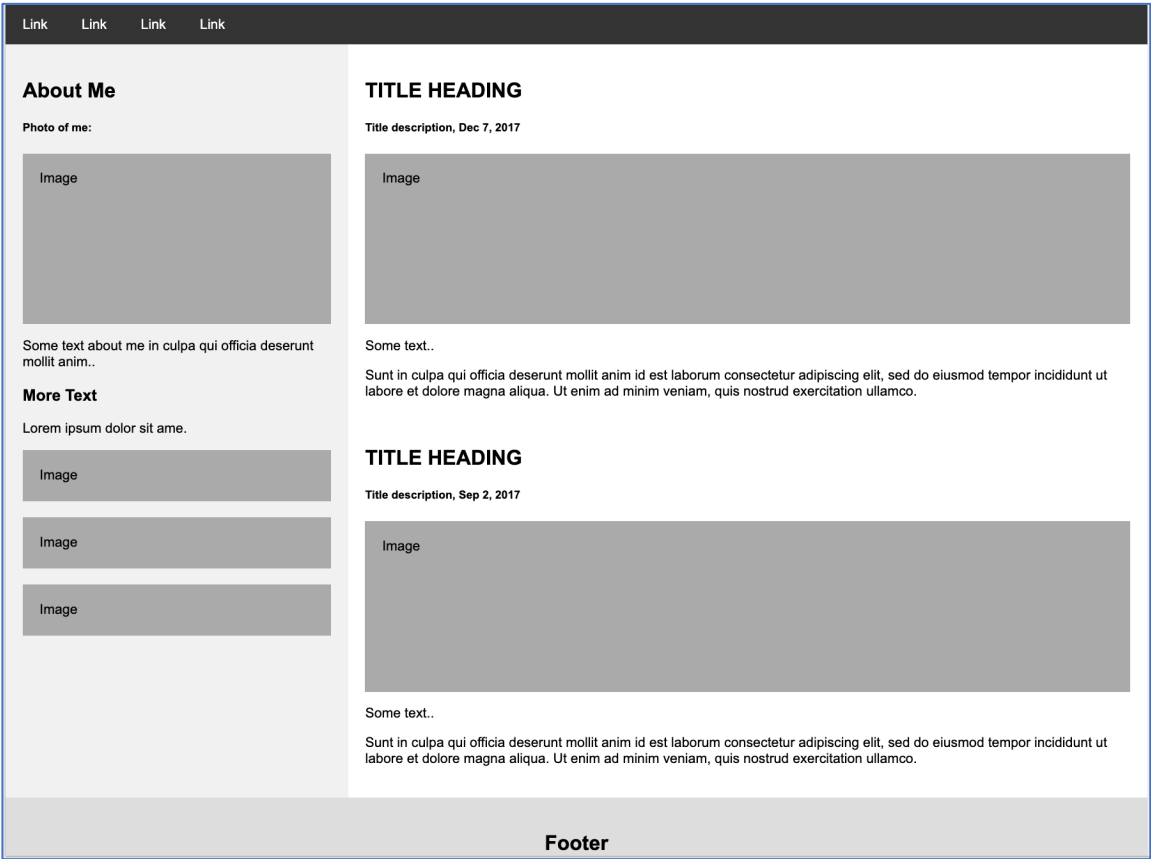 Link Link Link Link
About Me
Photo of me:
Image
Some text about me in culpa qui officia deserunt
mollit anim..
More Text
Lorem ipsum dolor sit ame.
Image
Image
Image
TITLE HEADING
Title description, Dec 7, 2017
Image
Some text..
Sunt in culpa qui officia deserunt mollit anim id est laborum consectetur adipiscing elit, sed do eiusmod tempor incididunt ut
labore et dolore magna aliqua. Ut enim ad minim veniam, quis nostrud exercitation ullamco.
TITLE HEADING
Title description, Sep 2, 2017
Image
Some text..
Sunt in culpa qui officia deserunt mollit anim id est laborum consectetur adipiscing elit, sed do eiusmod tempor incididunt ut
labore et dolore magna aliqua. Ut enim ad minim veniam, quis nostrud exercitation ullamco.
Footer